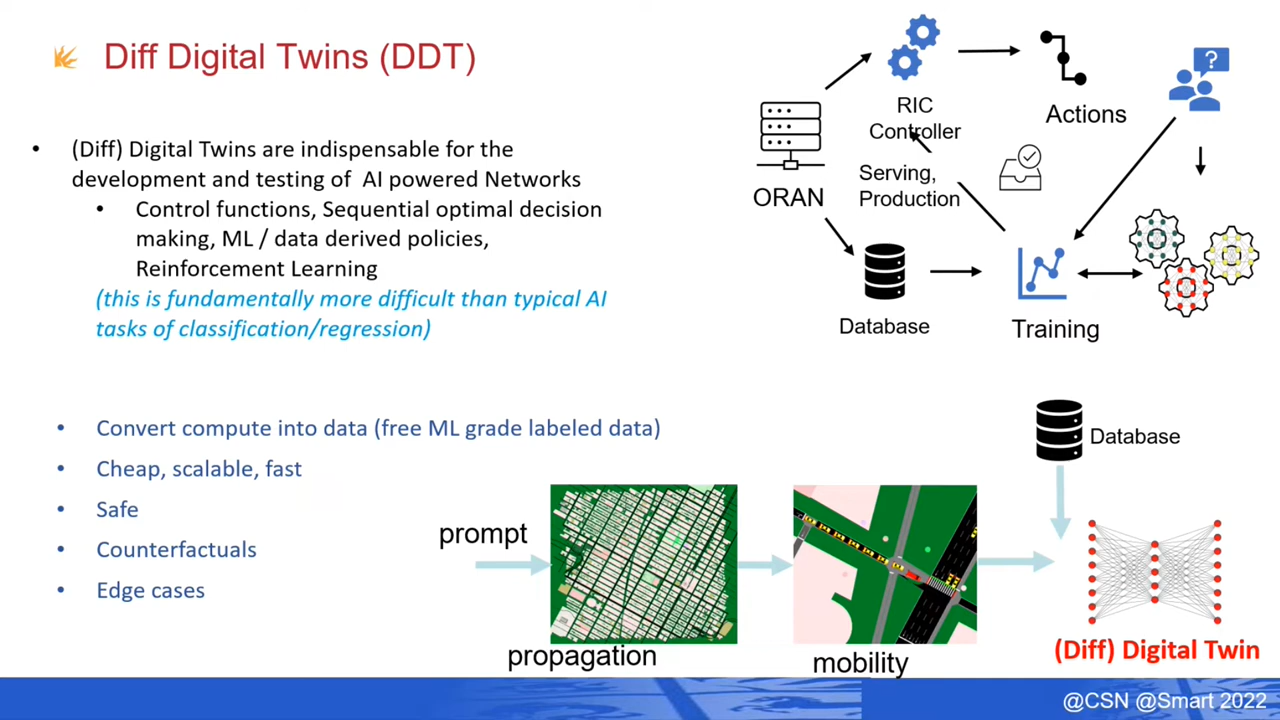 Diff Digital Twins (DDT)
• (Diff) Digital Twins are indispensable for the
development and testing of AI powered Networks
• Control functions, Sequential optimal decision
making, ML / data derived policies,
Reinforcement Learning
(this is fundamentally more difficult than typical AI
tasks of classification/regression)
• Convert compute into data (free ML grade labeled data)
• Cheap, scalable, fast
• Safe
• Counterfactuals
• Edge cases
?
RIC
Controller
Actions
Serving,
Production
ORAN
Database
Training
Database
prompt
propagation
mobility
(Diff) Digital Twin
@CSN @Smart 2022